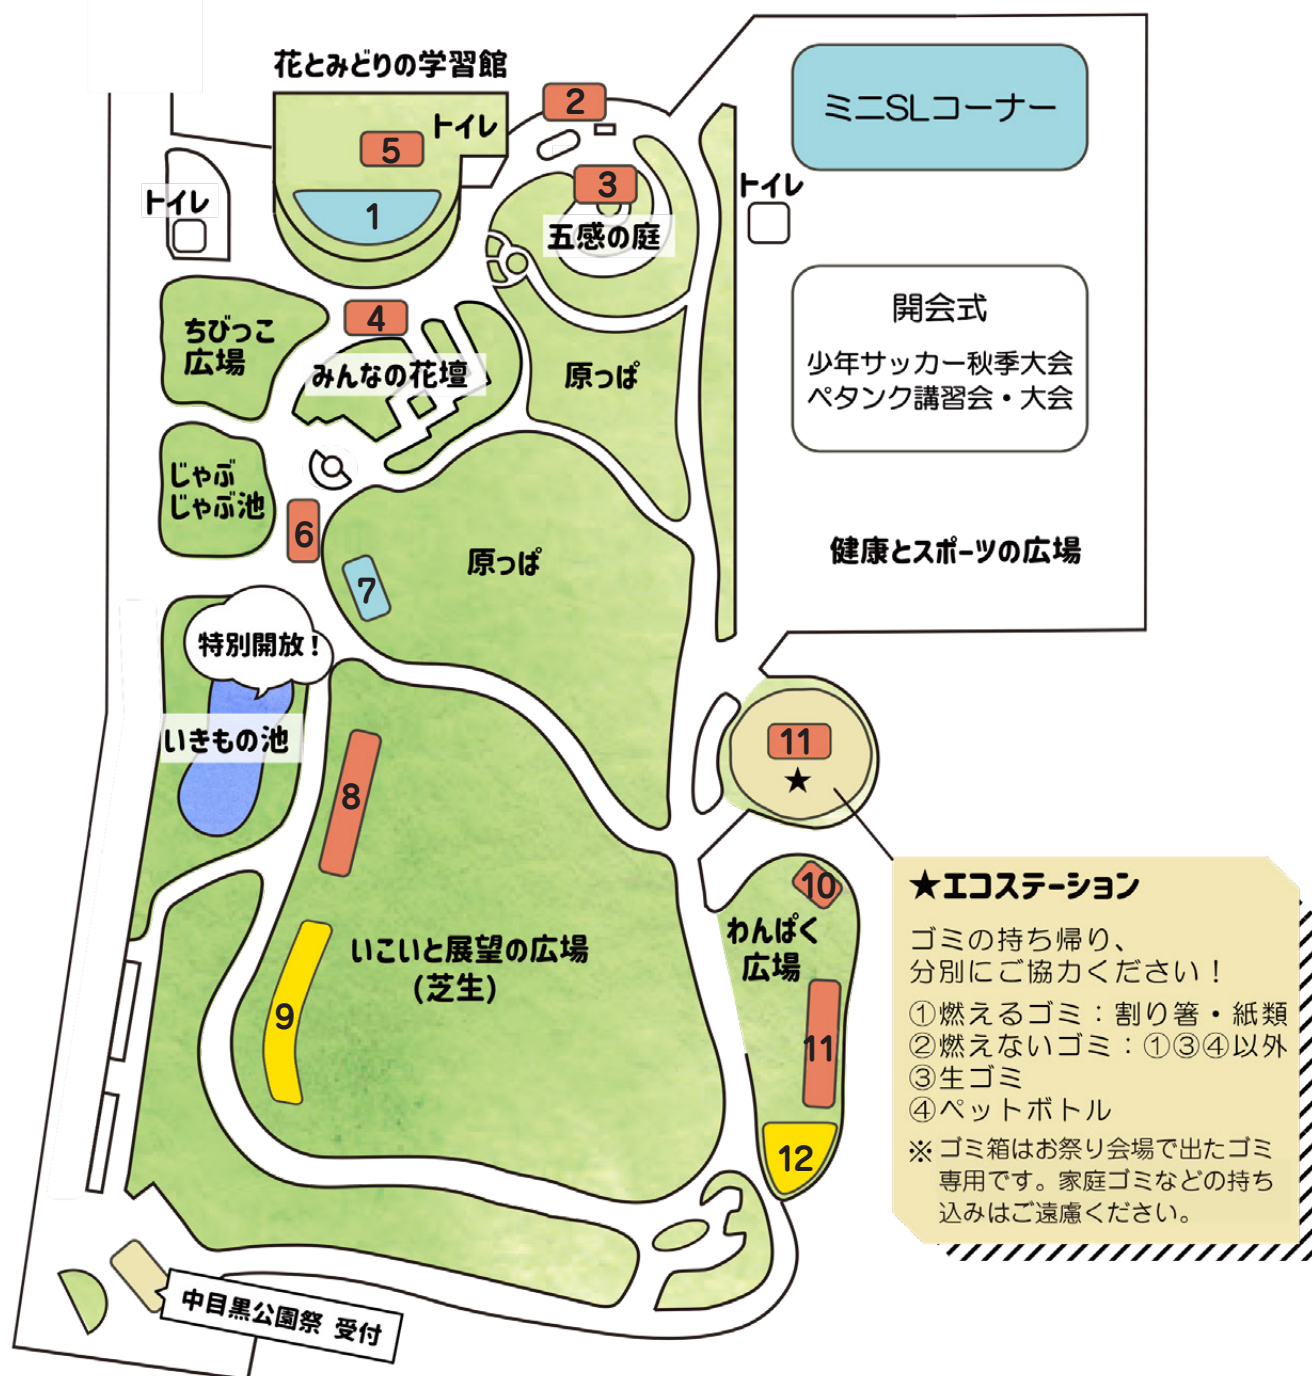 花とみどりの学習館
2
ミニSLコーナー
トイレ
5
3
トイレ
トイレ
1
五感の庭
開会式
少年サッカー秋季大会
ペタンク講習会・大会
4
ちびっこ
広場
みんなの花壇
原っぱ
じゃぶ
じゃぶ池
6
原っぱ
健康とスポーツの広場
7
特別開放！
いきもの池
11
★
8
10
★エコステーション
ゴミの持ち帰り、
分別にご協力ください！
①燃えるゴミ：割り箸・紙類
②燃えないゴミ：①③④以外
③生ゴミ
④ペットボトル
※ゴミ箱はお祭り会場で出たゴミ
専用です。家庭ゴミなどの持ち
込みはご遠慮ください。
わんぱく
広場
いこいと展望の広場
(芝生)
9
11
12
中目黒公園祭 受付